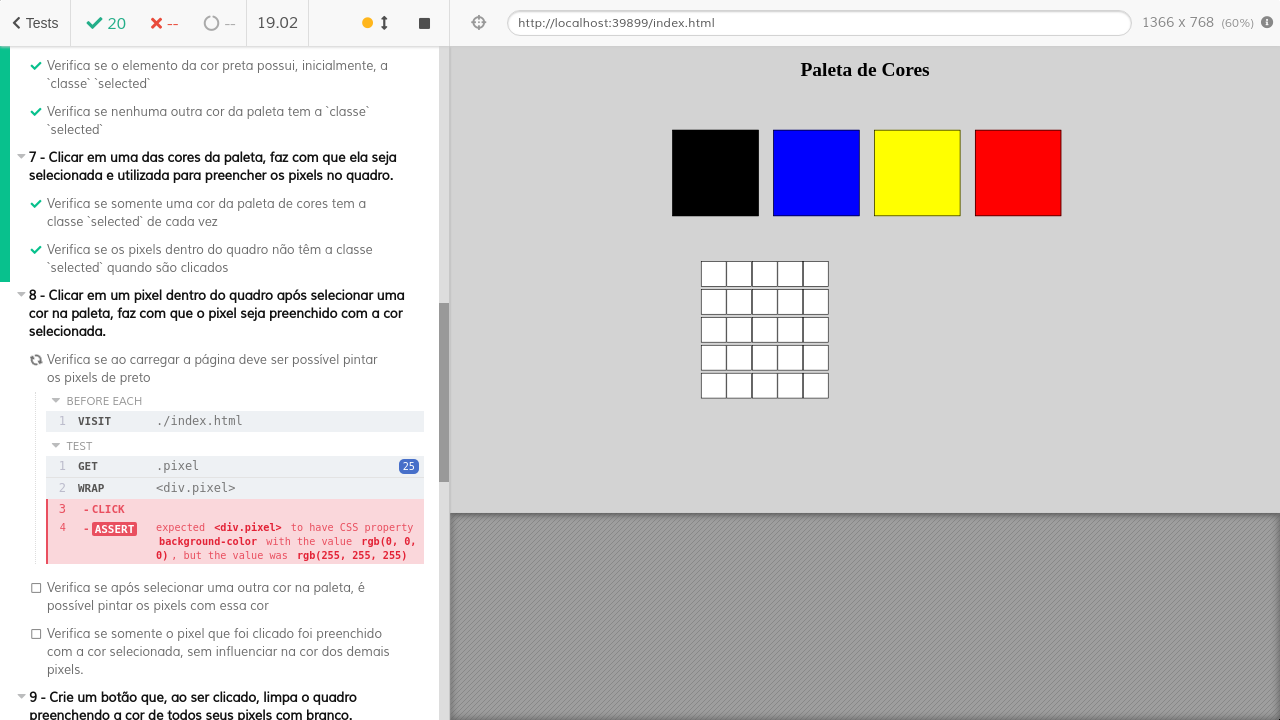 Tests
20
--
--
19.02
http://localhost:39899/index.html
1366 x 768 (60%)
Verifica se o elemento da cor preta possui, inicialmente, a
`classe` `selected`
Verifica se nenhuma outra cor da paleta tem a `classe`
`selected`
7 - Clicar em uma das cores da paleta, faz com que ela seja
selecionada e utilizada para preencher os pixels no quadro.
Verifica se somente uma cor da paleta de cores tem a
classe `selected` de cada vez
Verifica se os pixels dentro do quadro não têm a classe
`selected` quando são clicados
8 - Clicar em um pixel dentro do quadro após selecionar uma
cor na paleta, faz com que o pixel seja preenchido com a cor
selecionada.
Verifica se ao carregar a página deve ser possível pintar
os pixels de preto
BEFORE EACH
1 VISIT ./index.html
TEST
1 GET .pixel 25
2 WRAP <div.pixel>
3 - CLICK
4 - ASSERT expected <div.pixel> to have CSS property
background-color with the value rgb(0, 0,
0) , but the value was rgb(255, 255, 255)
Verifica se após selecionar uma outra cor na paleta, é
possível pintar os pixels com essa cor
Verifica se somente o pixel que foi clicado foi preenchido
com a cor selecionada, sem influenciar na cor dos demais
pixels.
9 - Crie um botão que, ao ser clicado, limpa o quadro
preenchendo a cor de todos seus pixels com branco.
Paleta de Cores